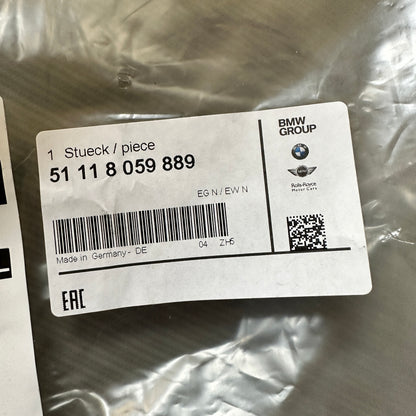 1 Stueck / piece
51 11 8 059 889
EG N / EW N
Made in Germany - DE 04 ZH5
EAC
BMW
GROUP
MINI
Rolls-Royce
Motor Cars